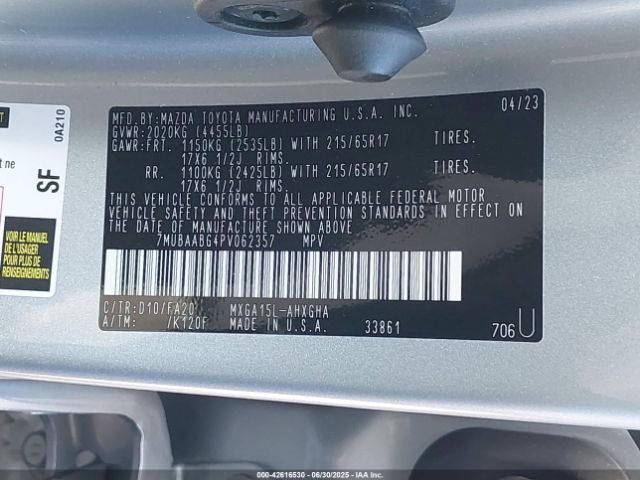 MFD.BY:MAZDA TOYOTA MANUFACTURING U.S.A. INC. 04/23
GVWR:2020KG (4455LB)
GAWR:FRT. 1150KG (2535LB) WITH 215/65R17 TIRES.
17X6 1/2J RIMS.
RR. 1100KG (2425LB) WITH 215/65R17 TIRES.
17X6 1/2J RIMS.
THIS VEHICLE CONFORMS TO ALL APPLICABLE FEDERAL MOTOR
VEHICLE SAFETY AND THEFT PREVENTION STANDARDS IN EFFECT ON
THE DATE OF MANUFACTURE SHOWN ABOVE
7MUBAABG4PV062357 MPV
C/TR:D10/FA20 MXGA15L-AHXGHA
A/TM: /K120F MADE IN U.S.A. 33861 706 U
0A210
SF
t ne
VOIR LE MANUEL
DE L'UTILISATEUR
POUR PLUS DE
RENSEIGNEMENTS
000-42616530 - 06/30/2025 - IAA Inc.